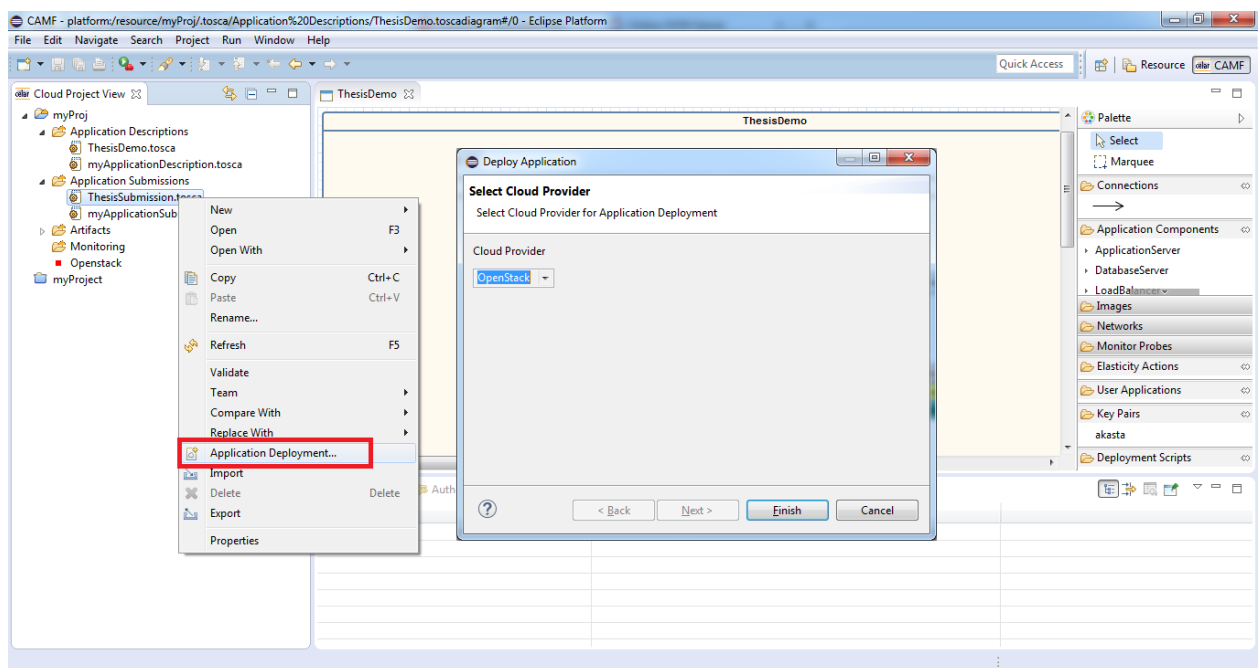 CAMF - platform:/resource/myProj/.tosca/Application%20Descriptions/ThesisDemo.toscadiagram#/0 - Eclipse Platform
File Edit Navigate Search Project Run Window Help
Quick Access
Resource
CAMF
Cloud Project View
myProj
Application Descriptions
ThesisDemo.tosca
myApplicationDescription.tosca
Application Submissions
ThesisSubmission.tosca
myApplicationSub
Artifacts
Monitoring
Openstack
myProject
New
Open F3
Open With
Copy Ctrl+C
Paste Ctrl+V
Rename...
Refresh F5
Validate
Team
Compare With
Replace With
Application Deployment...
Import
Delete Delete
Export
Properties
ThesisDemo
ThesisDemo
Auth
Deploy Application
Select Cloud Provider
Select Cloud Provider for Application Deployment
Cloud Provider
OpenStack
?
< Back Next > Finish Cancel
Palette
Select
Marquee
Connections
Application Components
ApplicationServer
DatabaseServer
LoadBalancer
Images
Networks
Monitor Probes
Elasticity Actions
User Applications
Key Pairs
akasta
Deployment Scripts